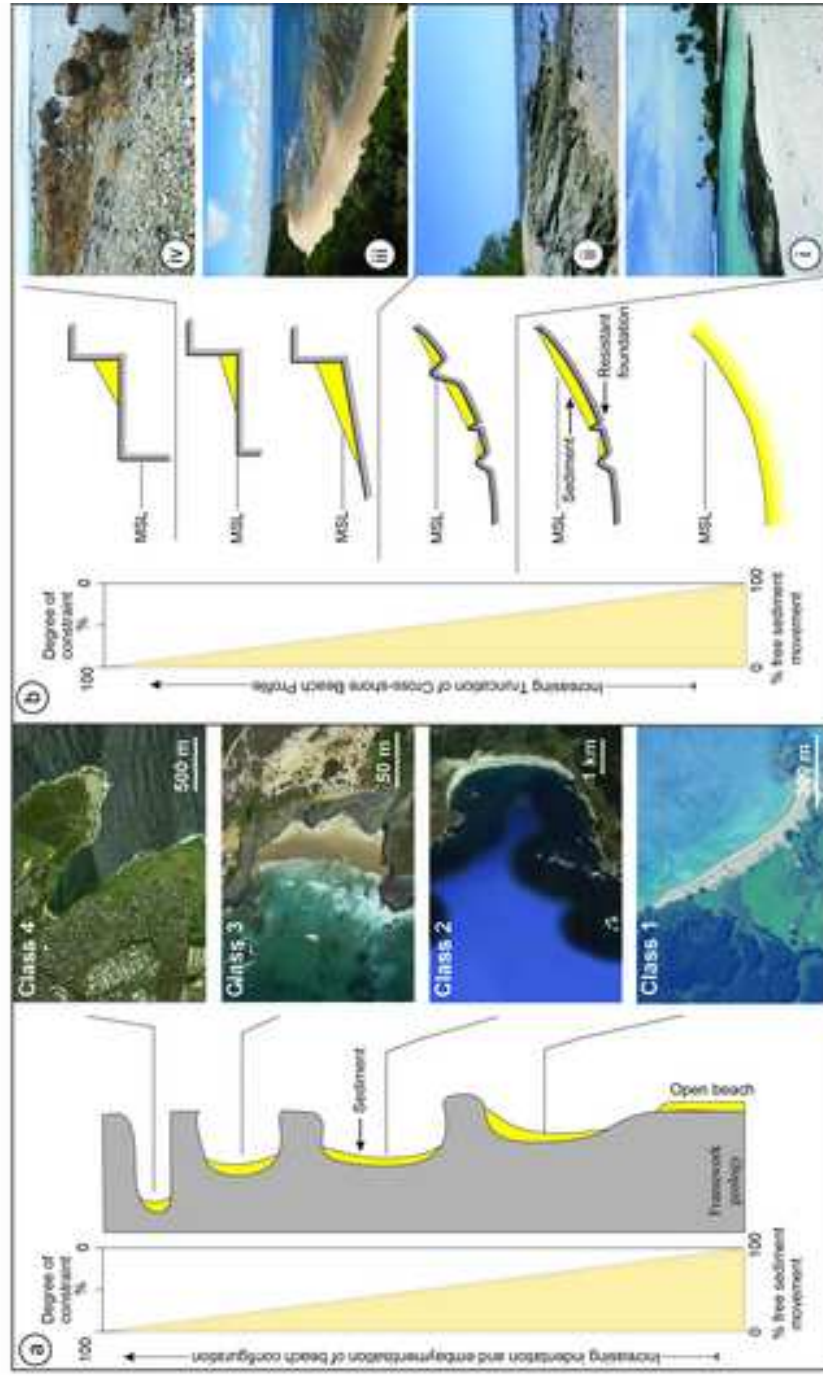 a
Degree of
constraint
%
100
0
Increasing indentation and embaymentisation of beach configuration
0
100
% free sediment
movement
Sediment
Open beach
Framework
geology
Class 4
500 m
Class 3
50 m
Class 2
1 km
Class 1
b
Degree of
constraint
%
100
0
Increasing Truncation of Cross-shore Beach Profile
0
100
% free sediment
movement
MSL
MSL
MSL
MSL
MSL
Sediment
Resistant
foundation
MSL
iv
iii
ii
i